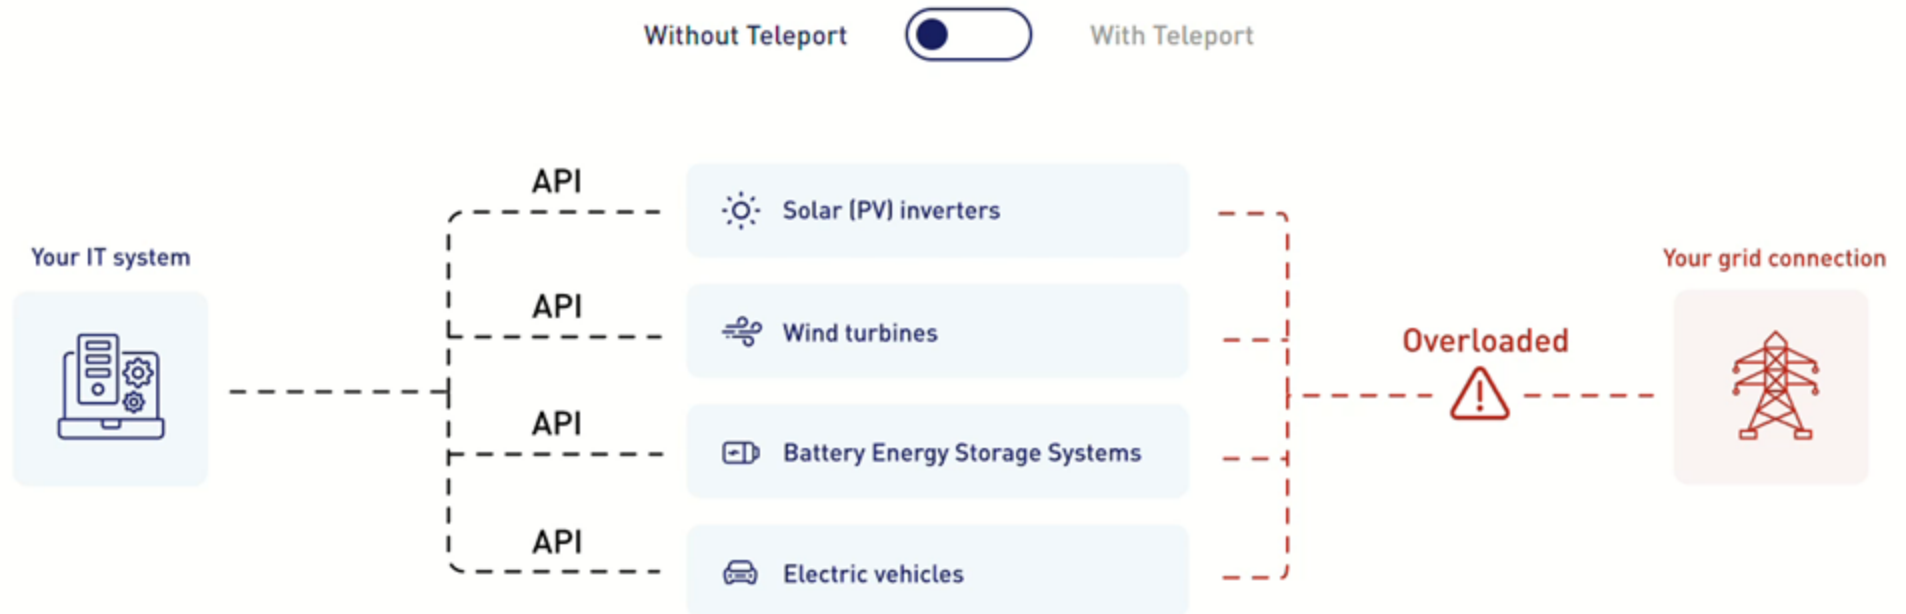 Without Teleport
With Teleport
API
Solar (PV) inverters
Your IT system
Your grid connection
API
Wind turbines
Overloaded
API
Battery Energy Storage Systems
API
Electric vehicles